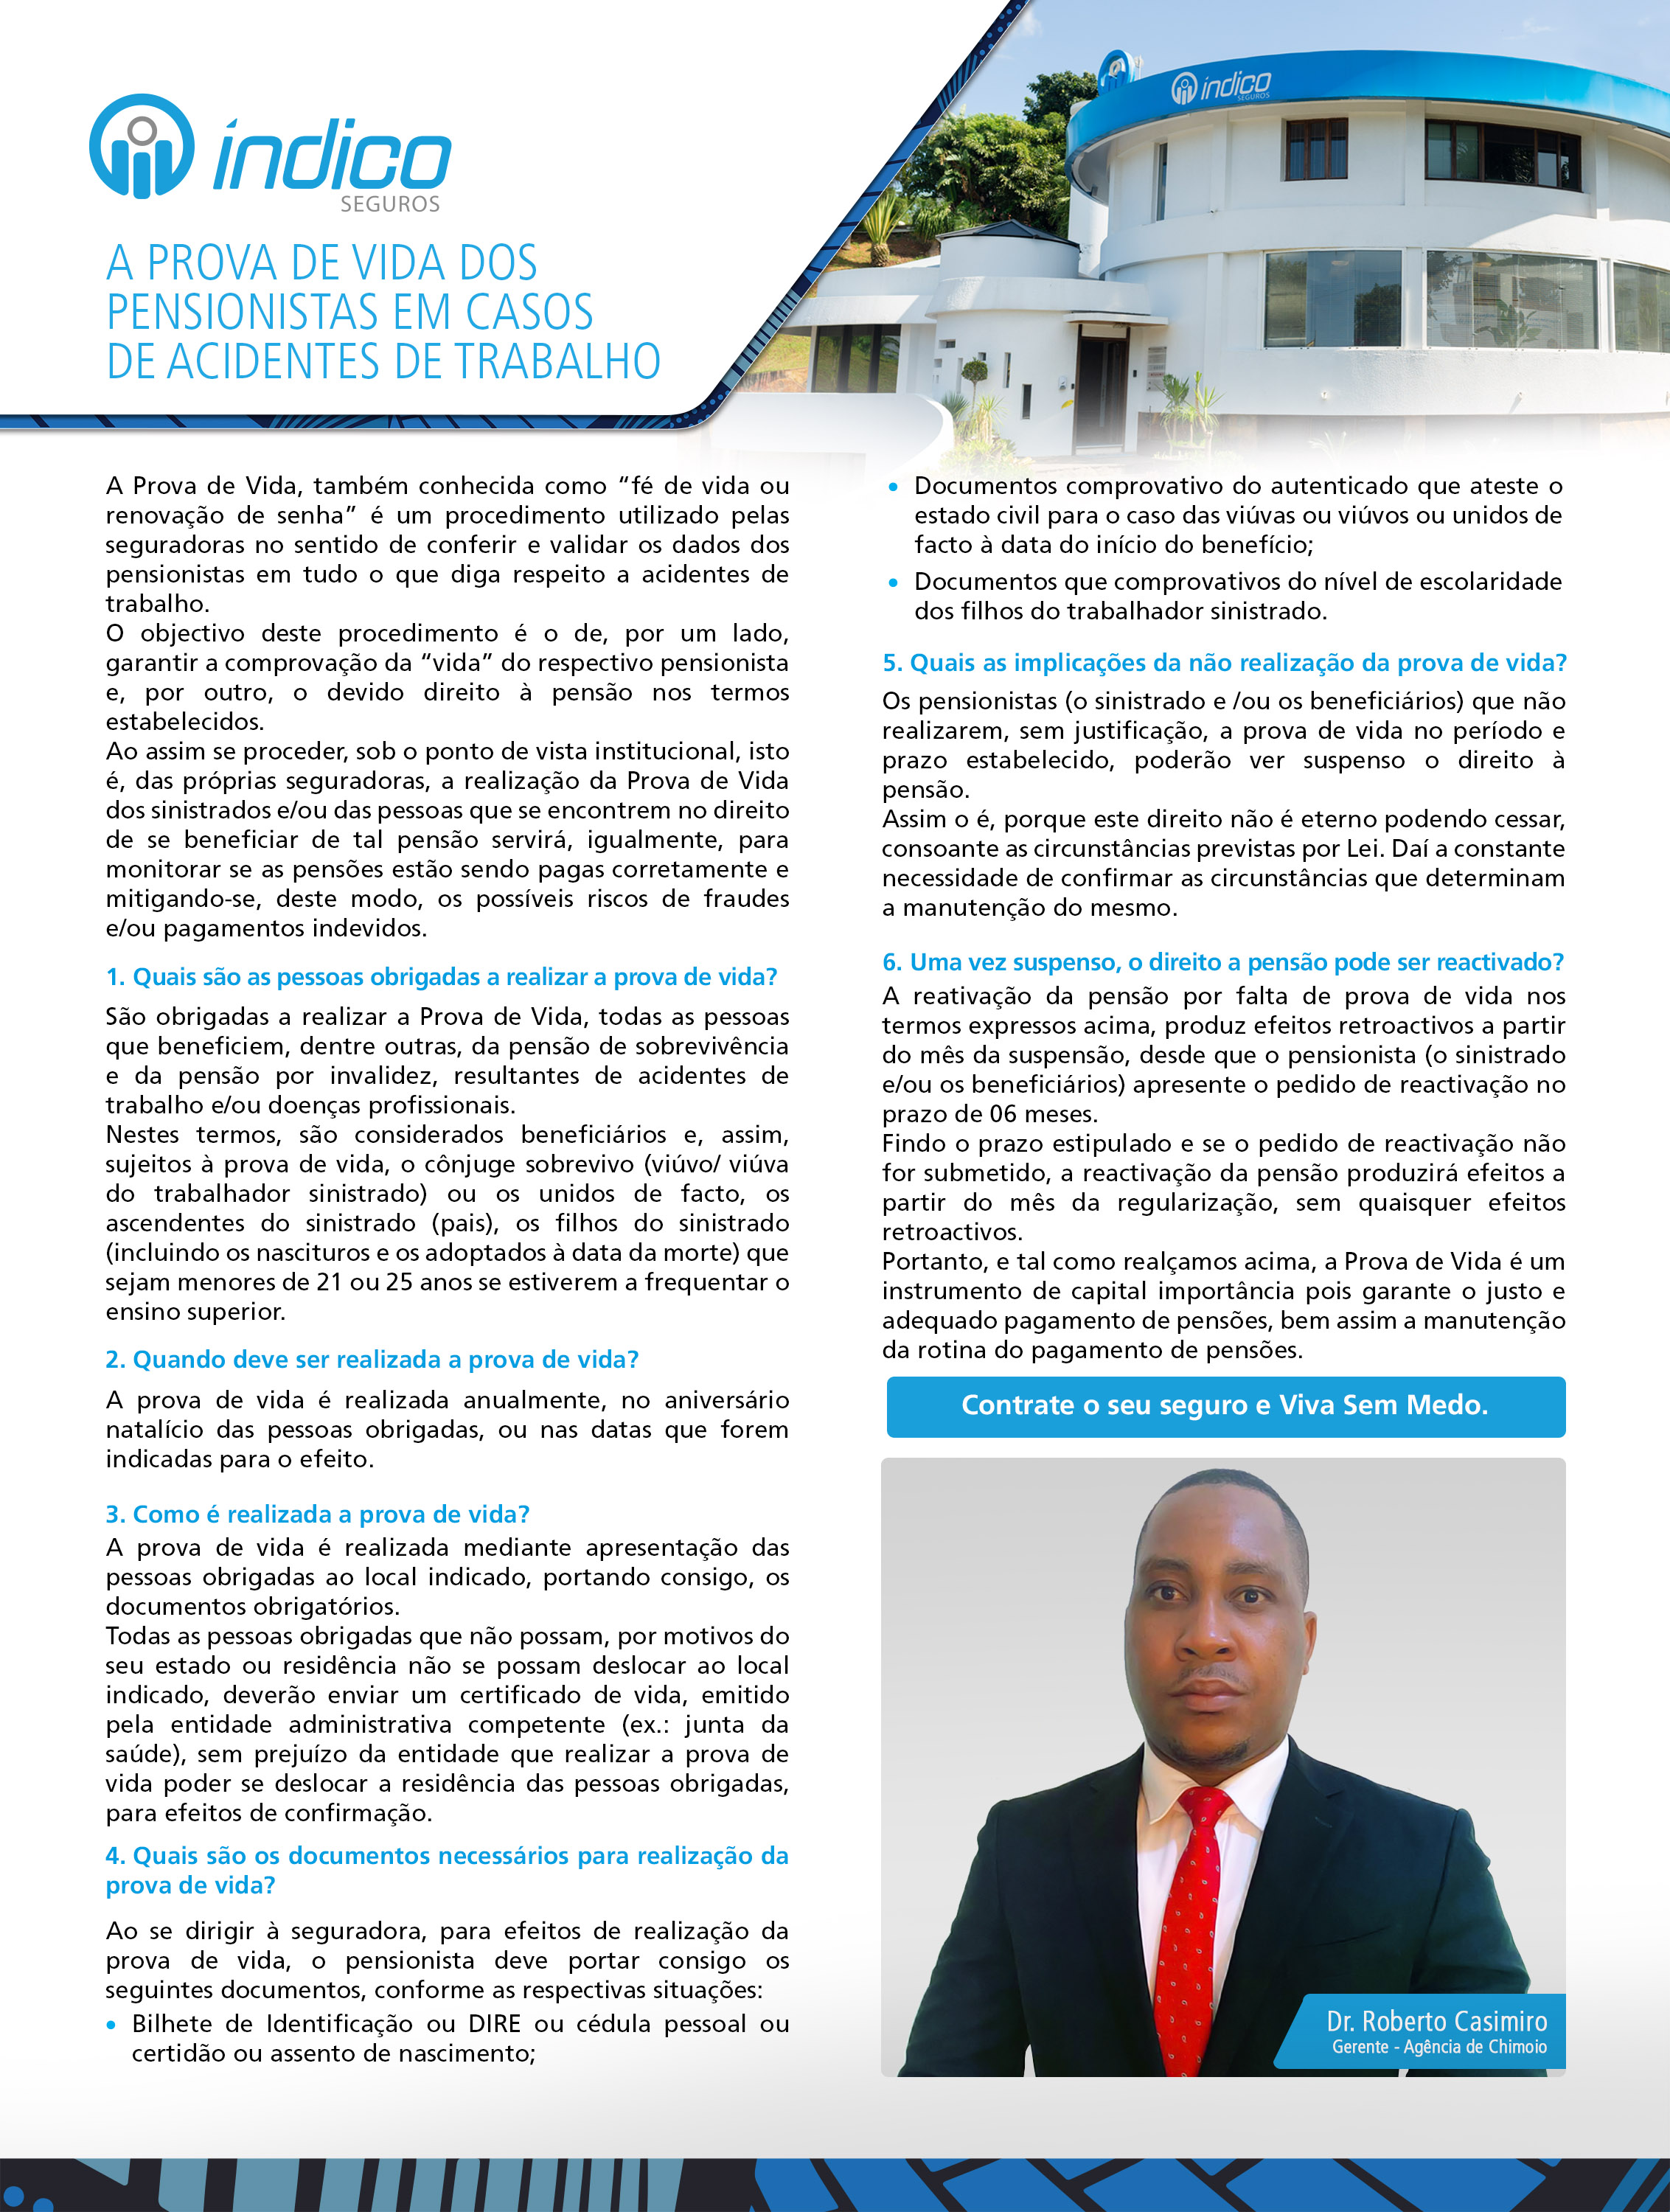 índico
SEGUROS
índico
SEGUROS
A PROVA DE VIDA DOS
PENSIONISTAS EM CASOS
DE ACIDENTES DE TRABALHO
A Prova de Vida, também conhecida como “fé de vida ou
renovação de senha” é um procedimento utilizado pelas
seguradoras no sentido de conferir e validar os dados dos
pensionistas em tudo o que diga respeito a acidentes de
trabalho.
O objectivo deste procedimento é o de, por um lado,
garantir a comprovação da “vida” do respectivo pensionista
e, por outro, o devido direito à pensão nos termos
estabelecidos.
Ao assim se proceder, sob o ponto de vista institucional, isto
é, das próprias seguradoras, a realização da Prova de Vida
dos sinistrados e/ou das pessoas que se encontrem no direito
de se beneficiar de tal pensão servirá, igualmente, para
monitorar se as pensões estão sendo pagas corretamente e
mitigando-se, deste modo, os possíveis riscos de fraudes
e/ou pagamentos indevidos.
1. Quais são as pessoas obrigadas a realizar a prova de vida?
São obrigadas a realizar a Prova de Vida, todas as pessoas
que beneficiem, dentre outras, da pensão de sobrevivência
e da pensão por invalidez, resultantes de acidentes de
trabalho e/ou doenças profissionais.
Nestes termos, são considerados beneficiários e, assim,
sujeitos à prova de vida, o cônjuge sobrevivo (viúvo/ viúva
do trabalhador sinistrado) ou os unidos de facto, os
ascendentes do sinistrado (pais), os filhos do sinistrado
(incluindo os nascituros e os adoptados à data da morte) que
sejam menores de 21 ou 25 anos se estiverem a frequentar o
ensino superior.
2. Quando deve ser realizada a prova de vida?
A prova de vida é realizada anualmente, no aniversário
natalício das pessoas obrigadas, ou nas datas que forem
indicadas para o efeito.
3. Como é realizada a prova de vida?
A prova de vida é realizada mediante apresentação das
pessoas obrigadas ao local indicado, portando consigo, os
documentos obrigatórios.
Todas as pessoas obrigadas que não possam, por motivos do
seu estado ou residência não se possam deslocar ao local
indicado, deverão enviar um certificado de vida, emitido
pela entidade administrativa competente (ex.: junta da
saúde), sem prejuízo da entidade que realizar a prova de
vida poder se deslocar a residência das pessoas obrigadas,
para efeitos de confirmação.
4. Quais são os documentos necessários para realização da
prova de vida?
Ao se dirigir à seguradora, para efeitos de realização da
prova de vida, o pensionista deve portar consigo os
seguintes documentos, conforme as respectivas situações:
• Bilhete de Identificação ou DIRE ou cédula pessoal ou
certidão ou assento de nascimento;
• Documentos comprovativo do autenticado que ateste o
estado civil para o caso das viúvas ou viúvos ou unidos de
facto à data do início do benefício;
• Documentos que comprovativos do nível de escolaridade
dos filhos do trabalhador sinistrado.
5. Quais as implicações da não realização da prova de vida?
Os pensionistas (o sinistrado e /ou os beneficiários) que não
realizarem, sem justificação, a prova de vida no período e
prazo estabelecido, poderão ver suspenso o direito à
pensão.
Assim o é, porque este direito não é eterno podendo cessar,
consoante as circunstâncias previstas por Lei. Daí a constante
necessidade de confirmar as circunstâncias que determinam
a manutenção do mesmo.
6. Uma vez suspenso, o direito a pensão pode ser reactivado?
A reativação da pensão por falta de prova de vida nos
termos expressos acima, produz efeitos retroactivos a partir
do mês da suspensão, desde que o pensionista (o sinistrado
e/ou os beneficiários) apresente o pedido de reactivação no
prazo de 06 meses.
Findo o prazo estipulado e se o pedido de reactivação não
for submetido, a reactivação da pensão produzirá efeitos a
partir do mês da regularização, sem quaisquer efeitos
retroactivos.
Portanto, e tal como realçamos acima, a Prova de Vida é um
instrumento de capital importância pois garante o justo e
adequado pagamento de pensões, bem assim a manutenção
da rotina do pagamento de pensões.
Contrate o seu seguro e Viva Sem Medo.
Dr. Roberto Casimiro
Gerente - Agência de Chimoio